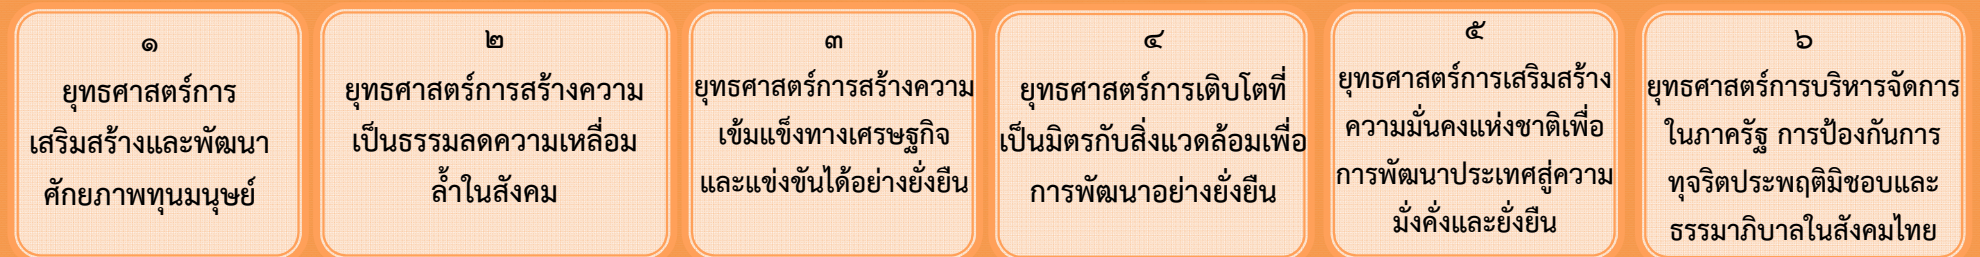 ๑
ยุทธศาสตร์การ
เสริมสร้างและพัฒนา
ศักยภาพทุนมนุษย์
๒
ยุทธศาสตร์การสร้างความ
เป็นธรรมลดความเหลื่อม
ล้ำในสังคม
๓
ยุทธศาสตร์การสร้างความ
เข้มแข็งทางเศรษฐกิจ
และแข่งขันได้อย่างยั่งยืน
๔
ยุทธศาสตร์การเติบโตที่
เป็นมิตรกับสิ่งแวดล้อมเพื่อ
การพัฒนาอย่างยั่งยืน
๕
ยุทธศาสตร์การเสริมสร้าง
ความมั่นคงแห่งชาติเพื่อ
การพัฒนาประเทศสู่ความ
มั่งคั่งและยั่งยืน
๖
ยุทธศาสตร์การบริหารจัดการ
ในภาครัฐ การป้องกันการ
ทุจริตประพฤติมิชอบและ
ธรรมาภิบาลในสังคมไทย